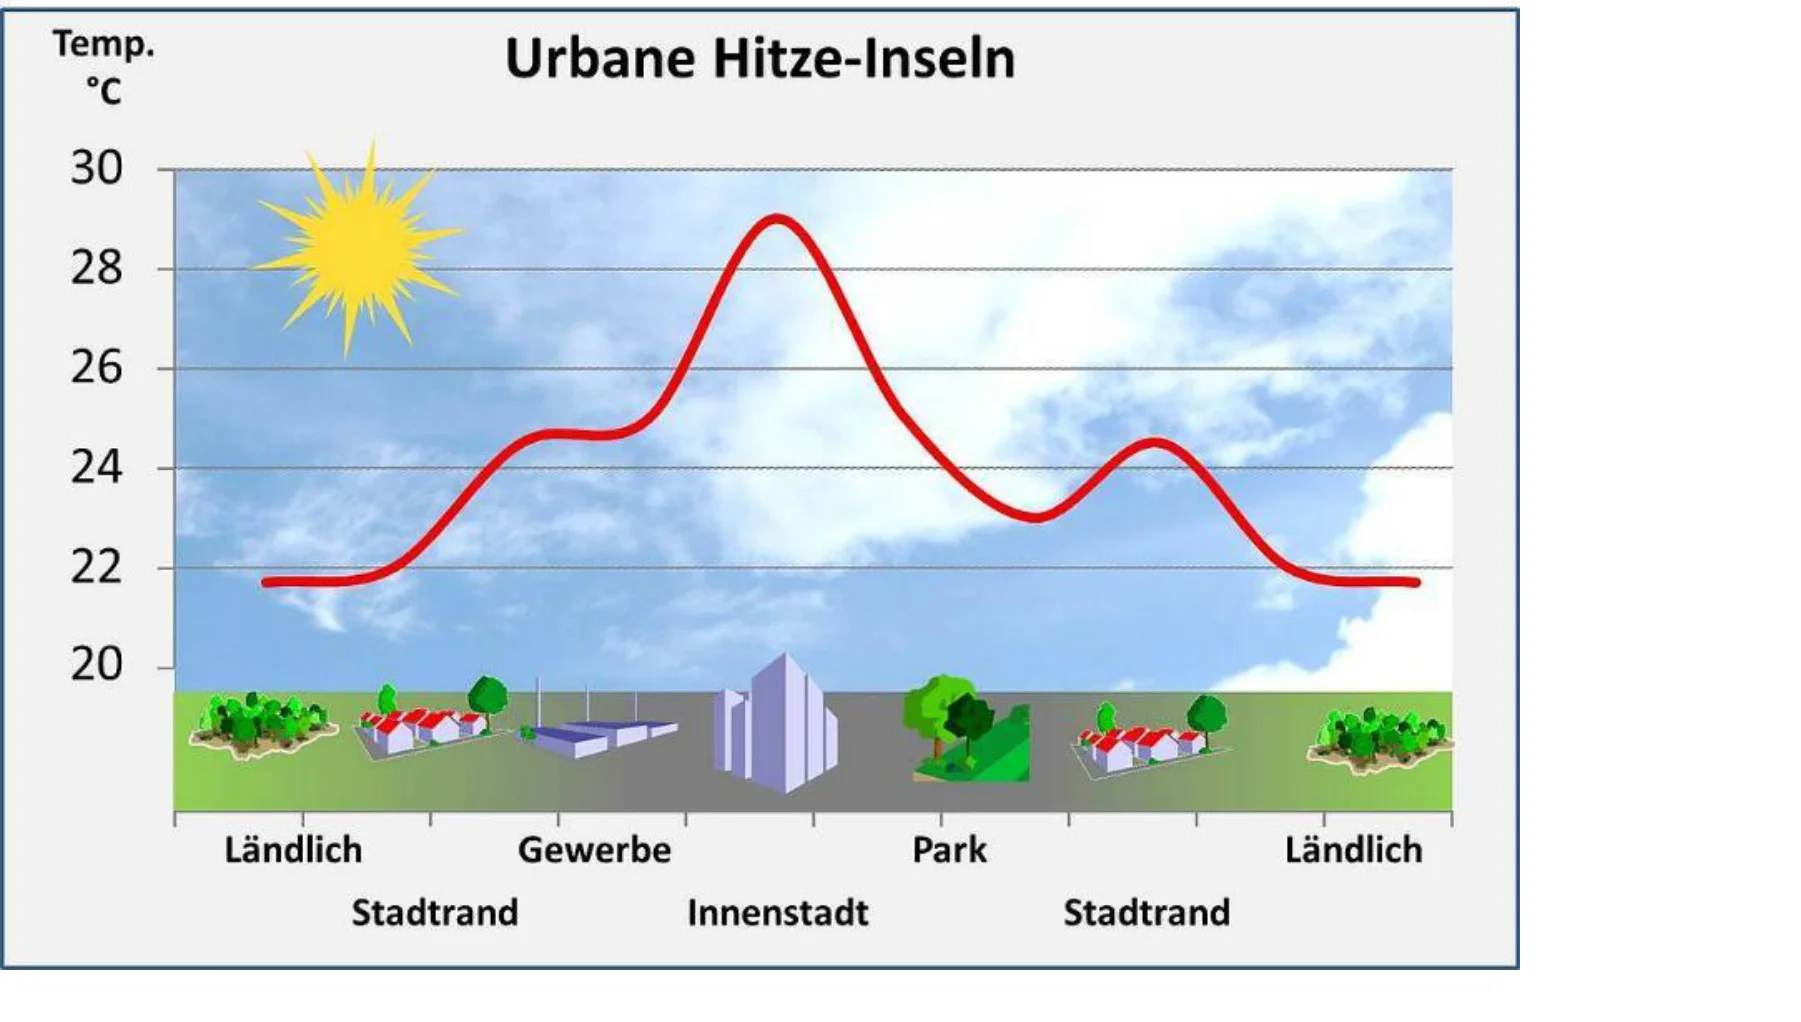 Temp.
°C
Urbane Hitze-Inseln
30
28
26
24
22
20
Ländlich
Gewerbe
Park
Ländlich
Stadtrand
Innenstadt
Stadtrand